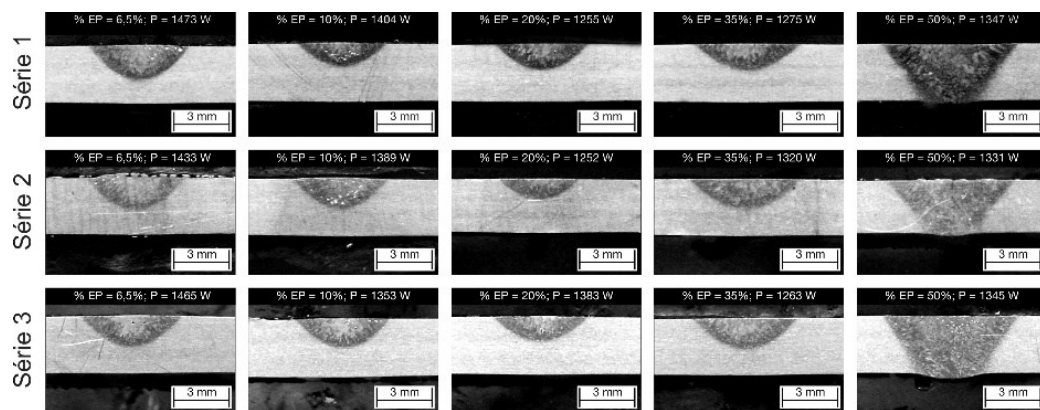 Série 1
% EP = 6,5%; P = 1473 W
% EP = 10%; P = 1404 W
% EP = 20%; P = 1255 W
% EP = 35%; P = 1275 W
% EP = 50%; P = 1347 W
3 mm
3 mm
3 mm
3 mm
3 mm
Série 2
% EP = 6,5%; P = 1433 W
% EP = 10%; P = 1389 W
% EP = 20%; P = 1252 W
% EP = 35%; P = 1320 W
% EP = 50%; P = 1331 W
3 mm
3 mm
3 mm
3 mm
3 mm
Série 3
% EP = 6,5%; P = 1465 W
% EP = 10%; P = 1353 W
% EP = 20%; P = 1383 W
% EP = 35%; P = 1263 W
% EP = 50%; P = 1345 W
3 mm
3 mm
3 mm
3 mm
3 mm